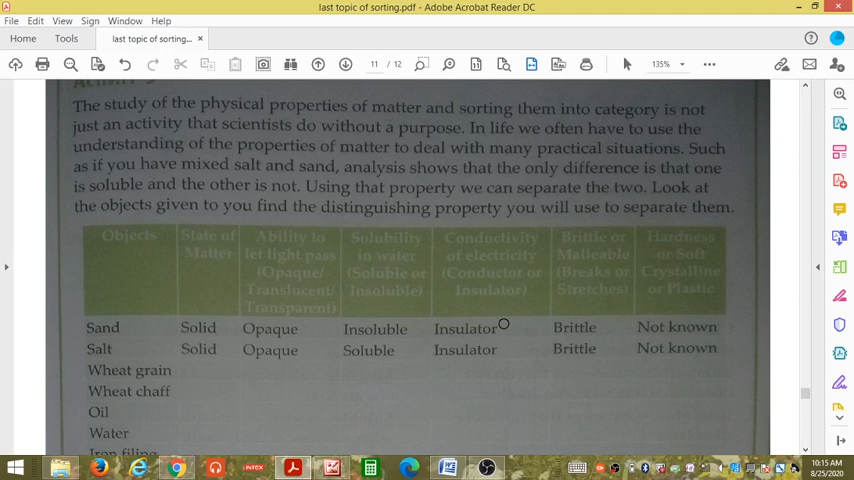 last topic of sorting.pdf - Adobe Acrobat Reader DC
File Edit View Sign Window Help
Home Tools last topic of sorting.... ×
11 / 12 135%
The study of the physical properties of matter and sorting them into category is not
just an activity that scientists do without a purpose. In life we often have to use the
understanding of the properties of matter to deal with many practical situations. Such
as if you have mixed salt and sand, analysis shows that the only difference is that one
is soluble and the other is not. Using that property we can separate the two. Look at
the objects given to you find the distinguishing property you will use to separate them.
Objects State of Ability to Solubility Conductivity Brittle or Hardness
Matter let light pass in water of electricity Malleable or Soft
(Opaque/ (Soluble or (Conductor or (Breaks or Crystalline
Translucent/ Insoluble) Insulator) Stretches) or Plastic
Transparent)
Sand Solid Opaque Insoluble Insulator Brittle Not known
Salt Solid Opaque Soluble Insulator Brittle Not known
Wheat grain
Wheat chaff
Oil
Water
Iron filing
intex
10:15 AM
8/25/2020